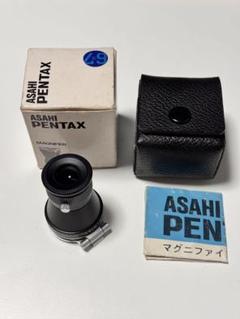 ASAHI
PENTAX
MAGNIFIER
ASAHI
PEN
マグニファイ